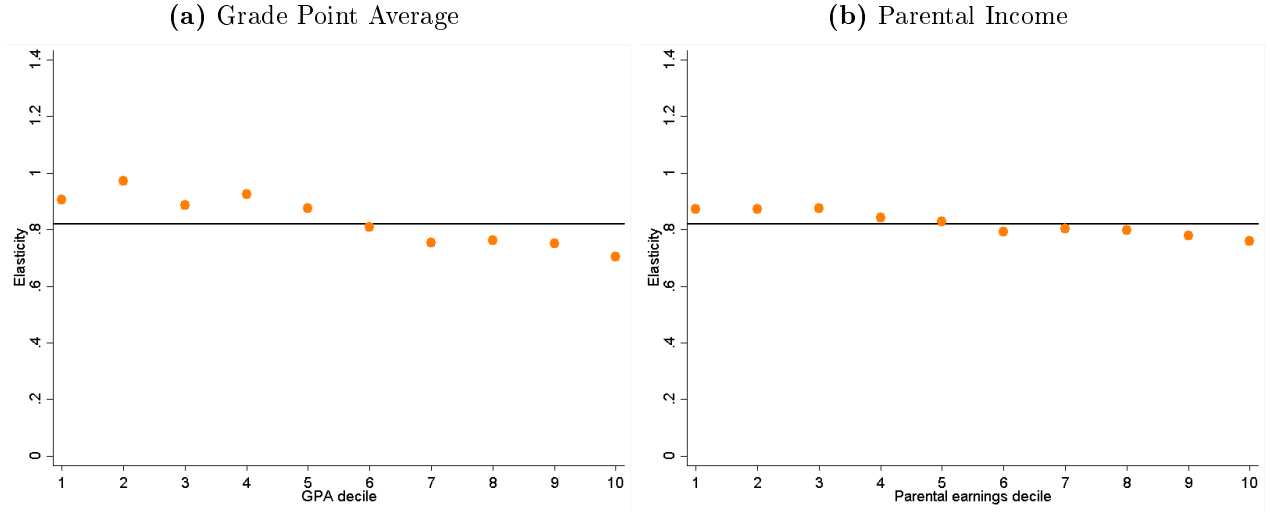 (a) Grade Point Average
Elasticity
1.4
1.2
1
.8
.6
.4
.2
0
1 2 3 4 5 6 7 8 9 10
GPA decile
(b) Parental Income
Elasticity
1.4
1.2
1
.8
.6
.4
.2
0
1 2 3 4 5 6 7 8 9 10
Parental earnings decile